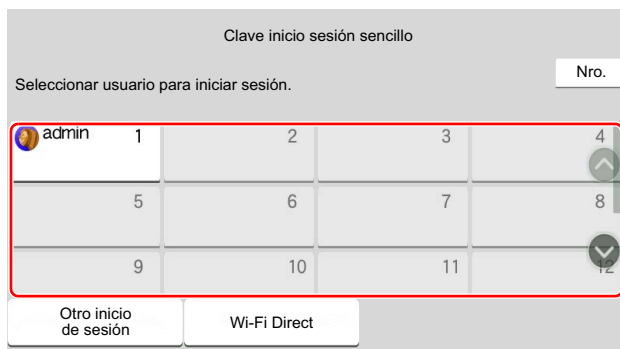 Clave inicio sesión sencillo
Seleccionar usuario para iniciar sesión.
Nro.
admin 1 2 3 4
5 6 7 8
9 10 11 12
Otro inicio
de sesión
Wi-Fi Direct